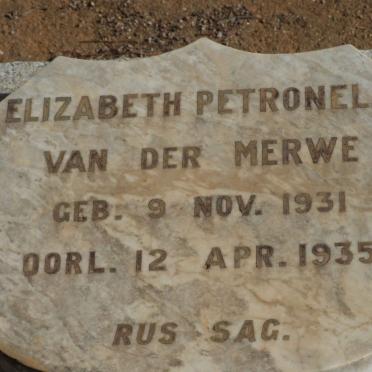 ELIZABETH PETRONEL
VAN DER MERWE
GEB. 9 NOV. 1931
OORL. 12 APR. 1935
RUS SAG.